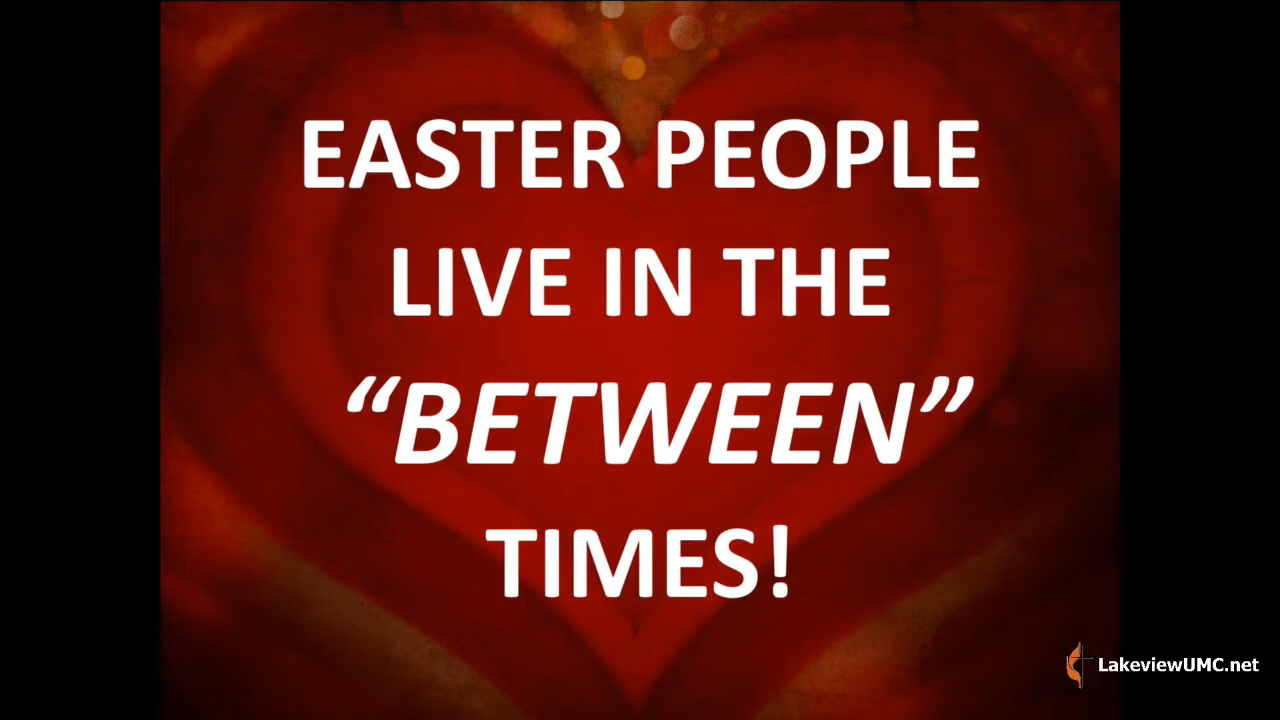 EASTER PEOPLE
LIVE IN THE
“BETWEEN”
TIMES!
LakeviewUMC.net